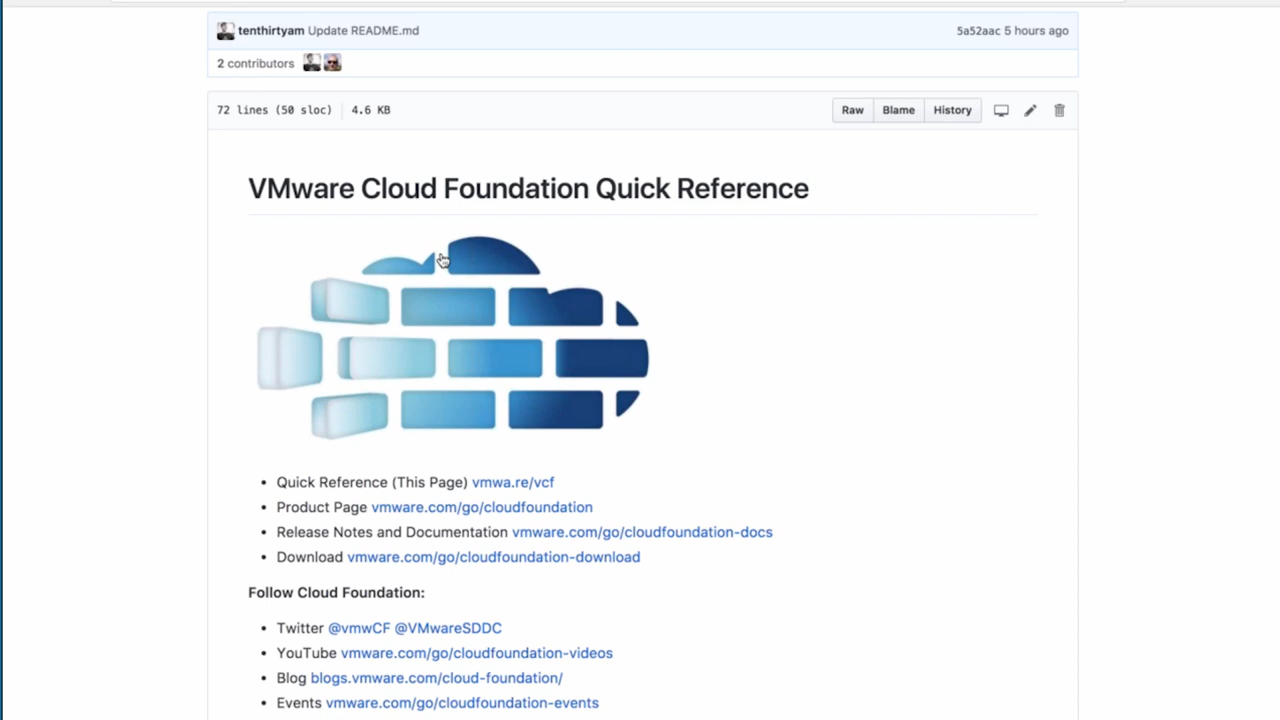 tenthirtyam Update README.md 5a52aac 5 hours ago
2 contributors
72 lines (50 sloc) 4.6 KB Raw Blame History
VMware Cloud Foundation Quick Reference
• Quick Reference (This Page) vmwa.re/vcf
• Product Page vmware.com/go/cloudfoundation
• Release Notes and Documentation vmware.com/go/cloudfoundation-docs
• Download vmware.com/go/cloudfoundation-download
Follow Cloud Foundation:
• Twitter @vmwCF @VMwareSDDC
• YouTube vmware.com/go/cloudfoundation-videos
• Blog blogs.vmware.com/cloud-foundation/
• Events vmware.com/go/cloudfoundation-events